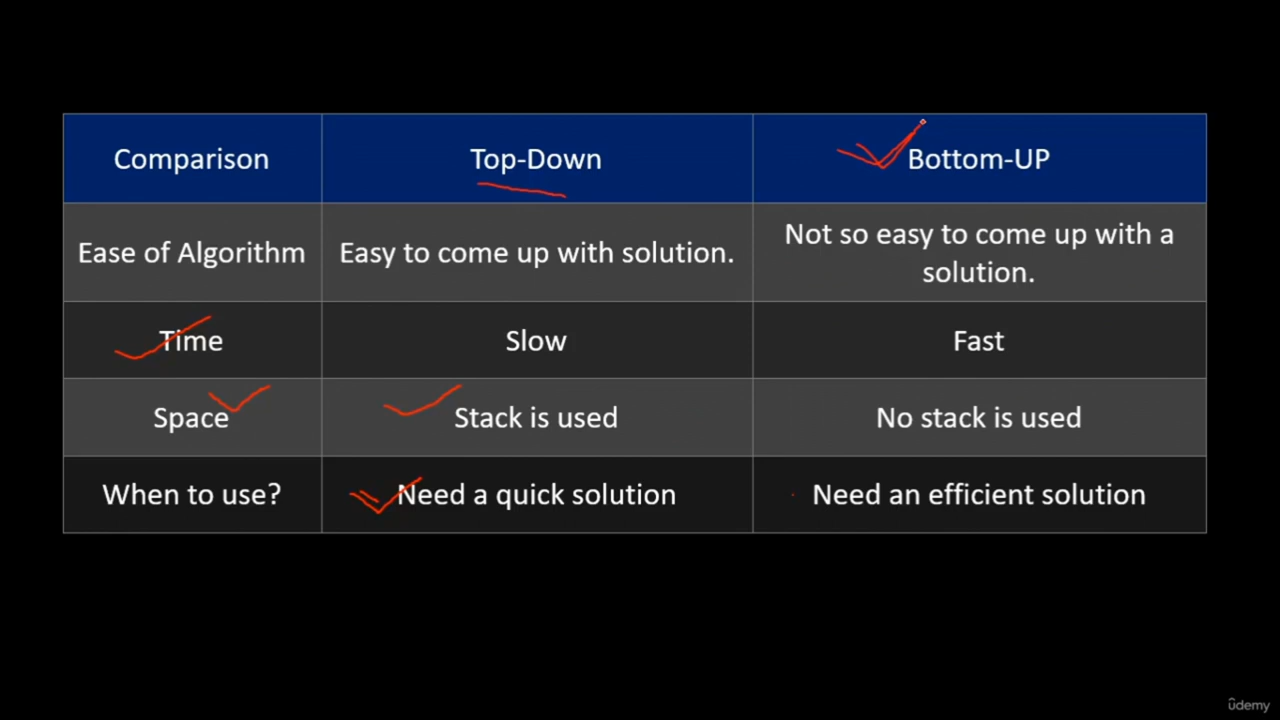 Comparison Top-Down Bottom-UP
Ease of Algorithm Easy to come up with solution. Not so easy to come up with a
solution.
Time Slow Fast
Space Stack is used No stack is used
When to use? Need a quick solution Need an efficient solution
ûdemy